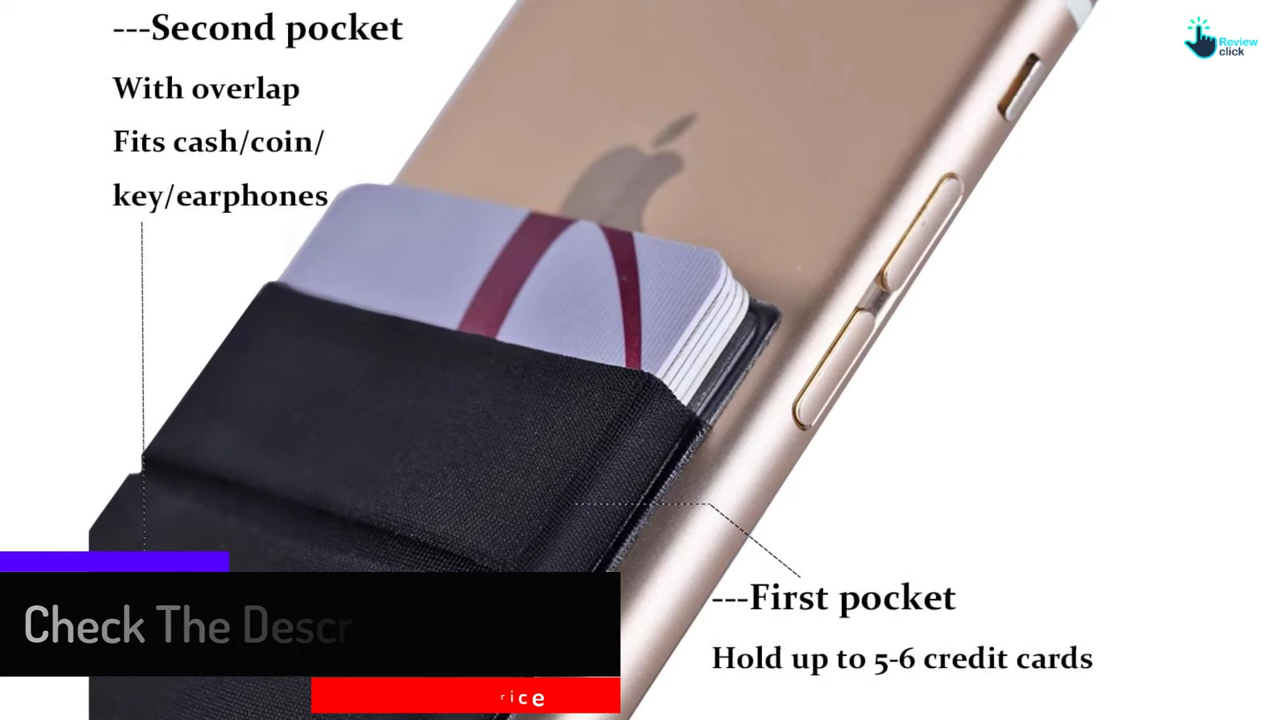 ---Second pocket
With overlap
Fits cash/coin/
key/earphones
Review
click
---First pocket
Hold up to 5-6 credit cards
Check The Descr
rice